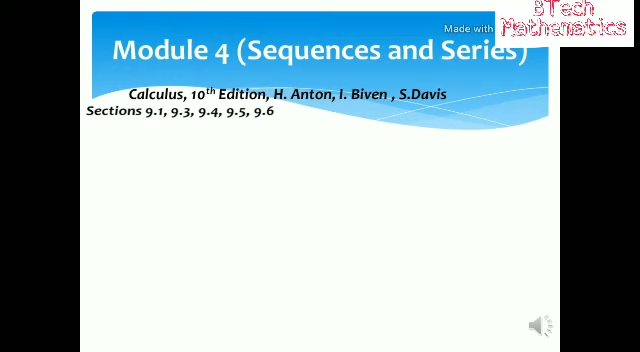 BTech
Mathematics
Made with
Module 4 (Sequences and Series)
Calculus, 10th Edition, H. Anton, I. Biven , S.Davis
Sections 9.1, 9.3, 9.4, 9.5, 9.6